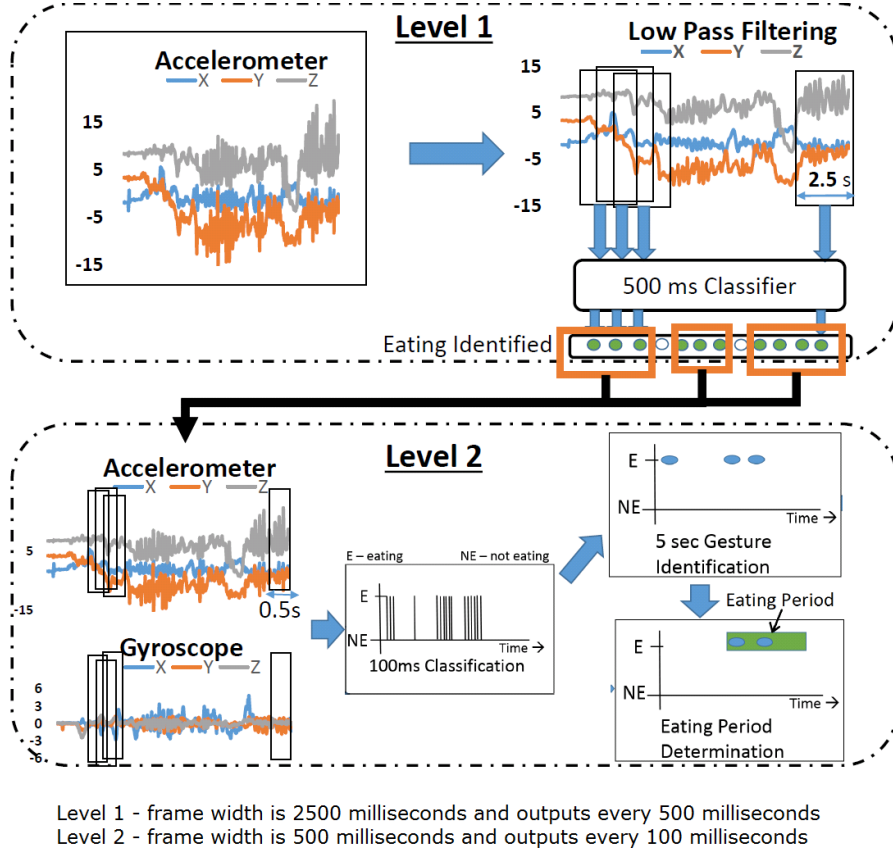 Level 1
Accelerometer
X Y Z
15
5
-5
-15
Low Pass Filtering
X Y Z
15
5
-5
-15
2.5 s
500 ms Classifier
Eating Identified
Level 2
Accelerometer
X Y Z
5
-15
0.5s
Gyroscope
X Y Z
6
3
0
-3
-6
E – eating
NE – not eating
E
NE
Time →
100ms Classification
E
NE
Time →
5 sec Gesture
Identification
Eating Period
E
NE
Time →
Eating Period
Determination
Level 1 - frame width is 2500 milliseconds and outputs every 500 milliseconds
Level 2 - frame width is 500 milliseconds and outputs every 100 milliseconds